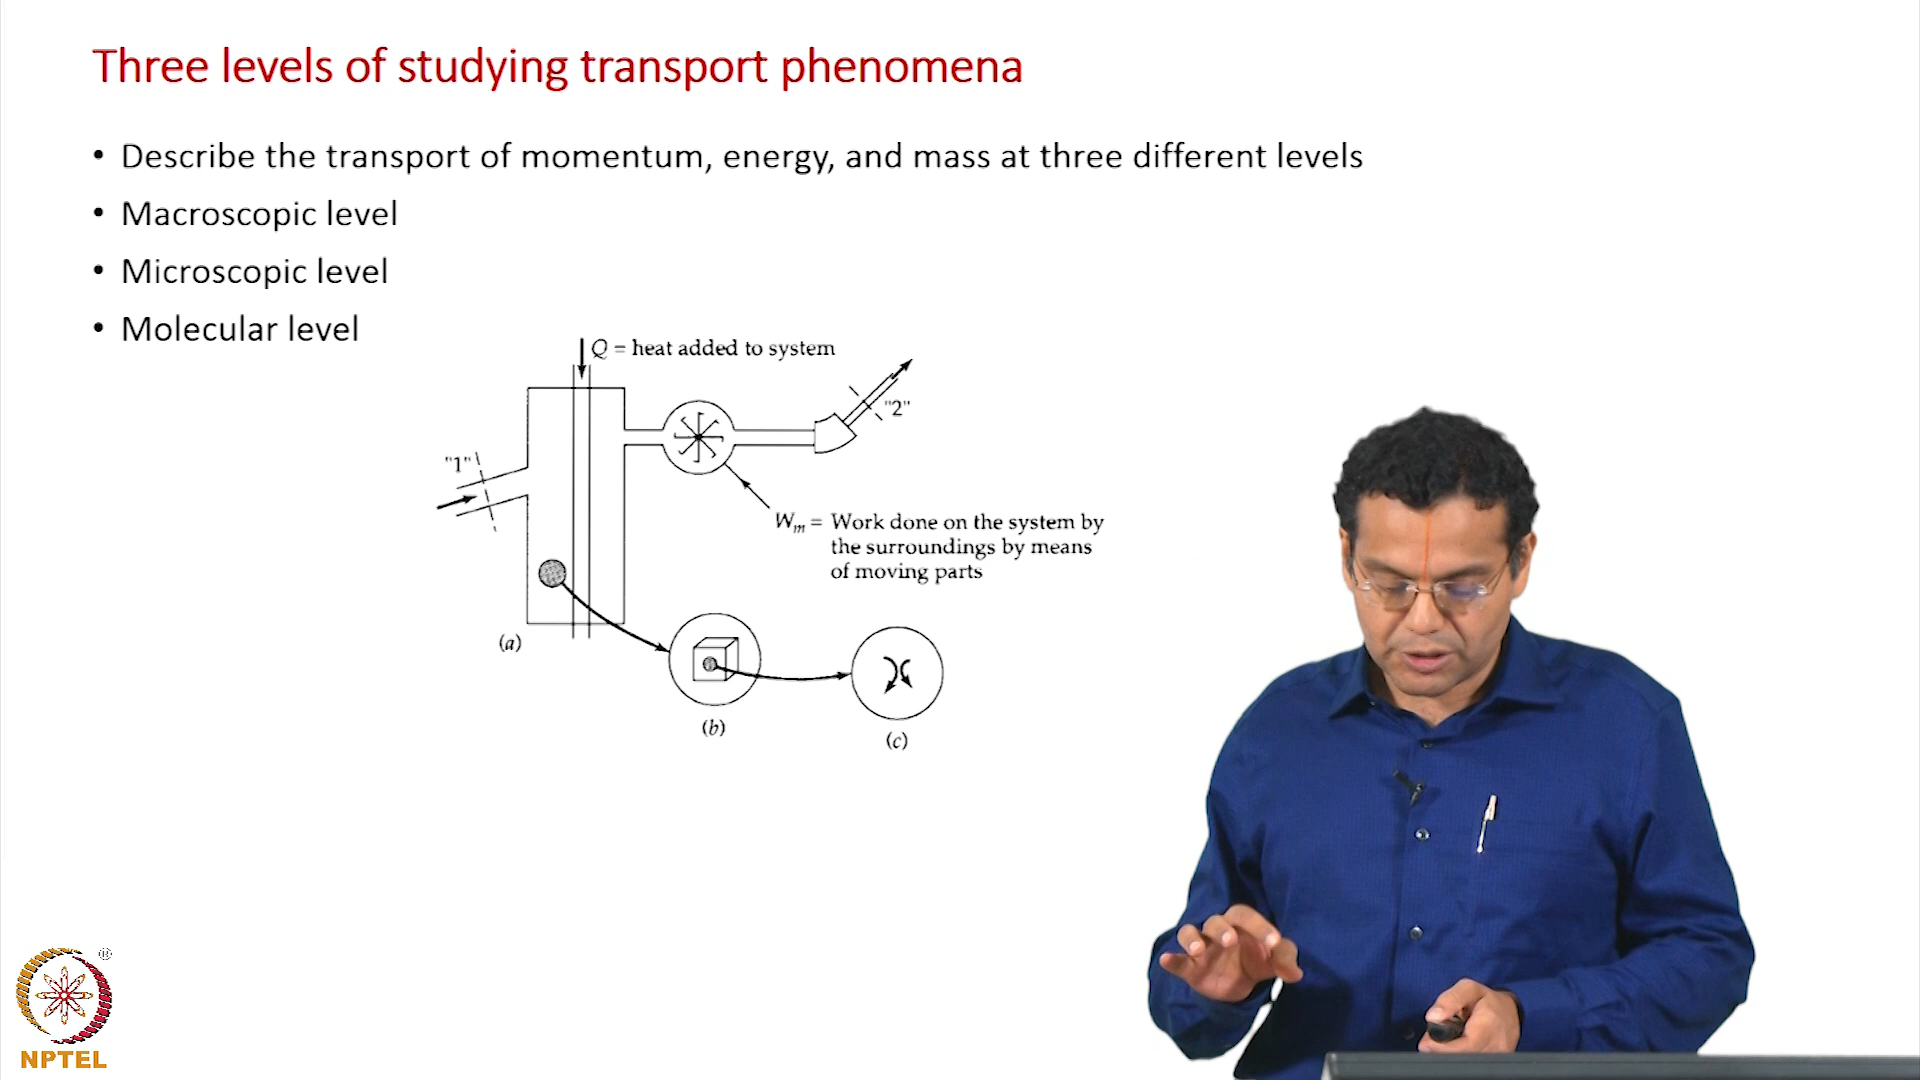 Three levels of studying transport phenomena
• Describe the transport of momentum, energy, and mass at three different levels
• Macroscopic level
• Microscopic level
• Molecular level
Q = heat added to system
"2"
"1"
Wm = Work done on the system by
the surroundings by means
of moving parts
(a)
(b)
(c)
®
NPTEL